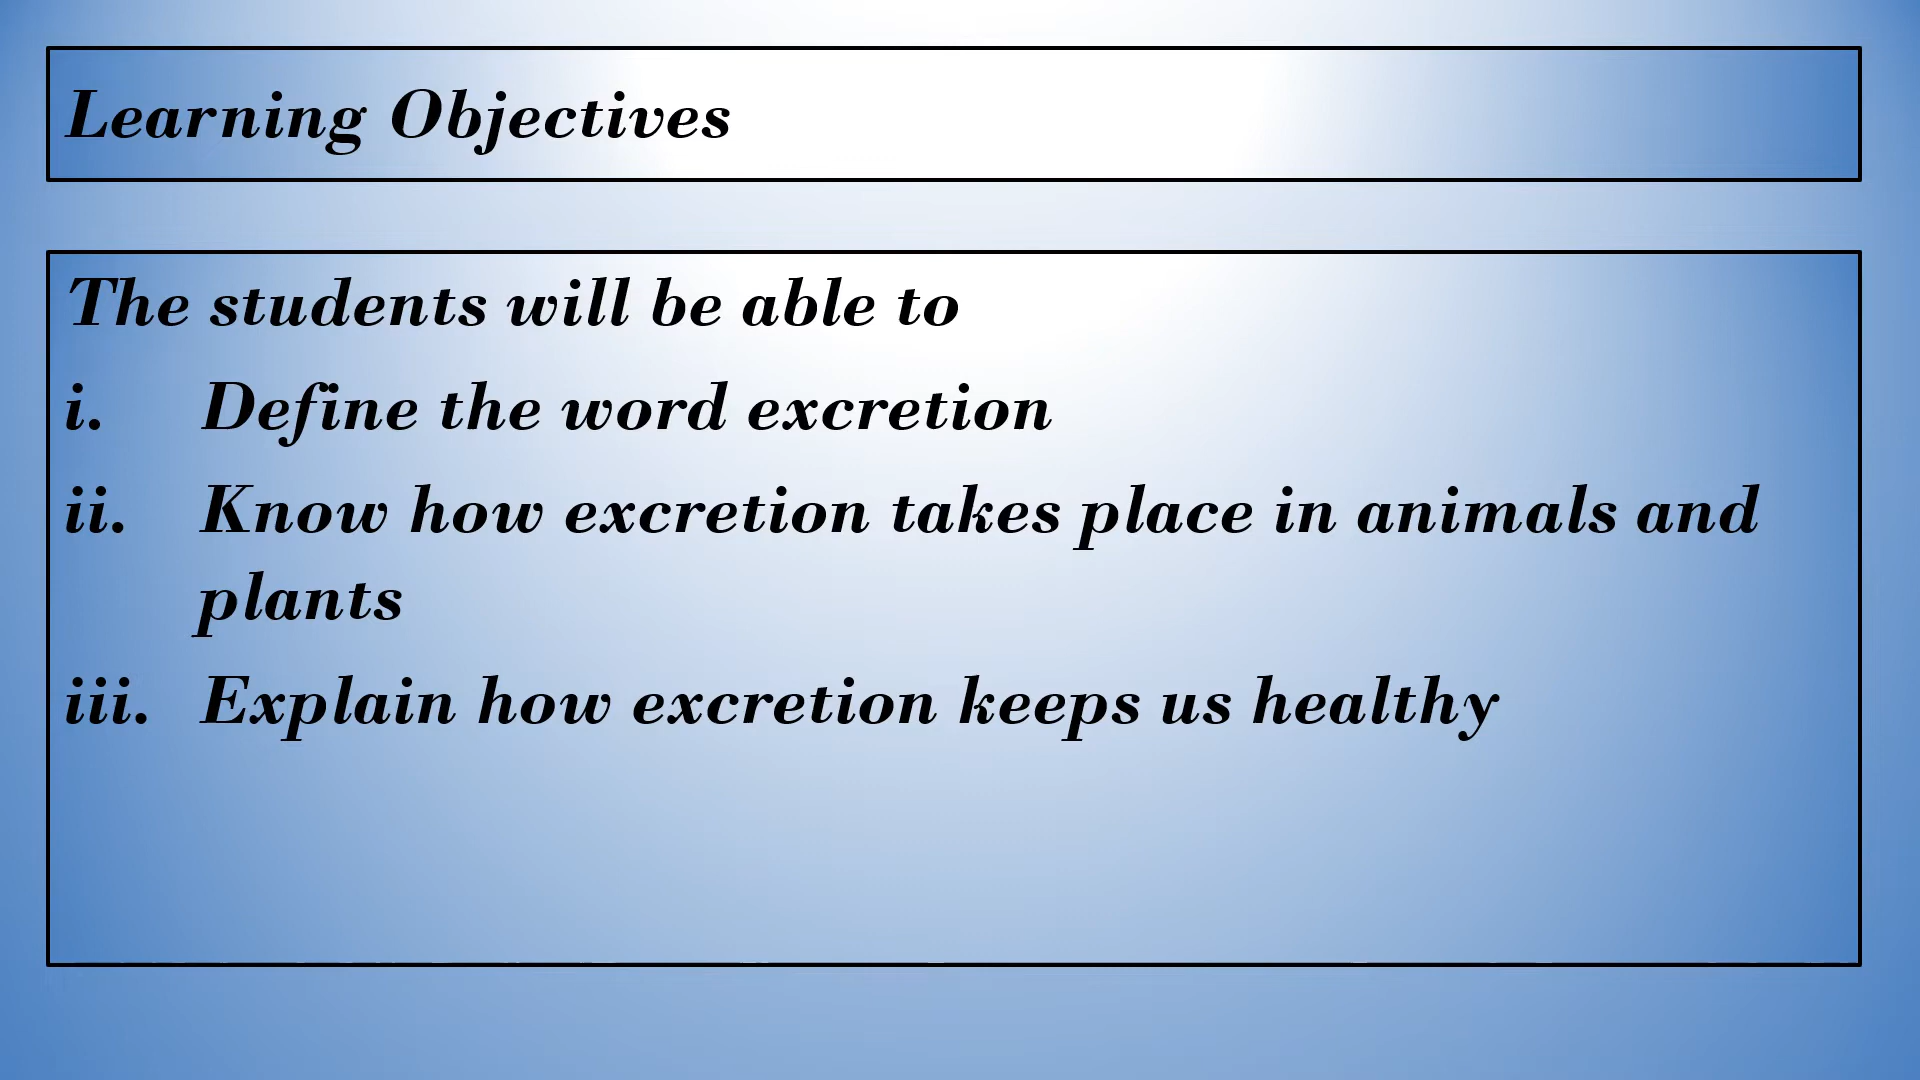 Learning Objectives
The students will be able to
i. Define the word excretion
ii. Know how excretion takes place in animals and
plants
iii. Explain how excretion keeps us healthy